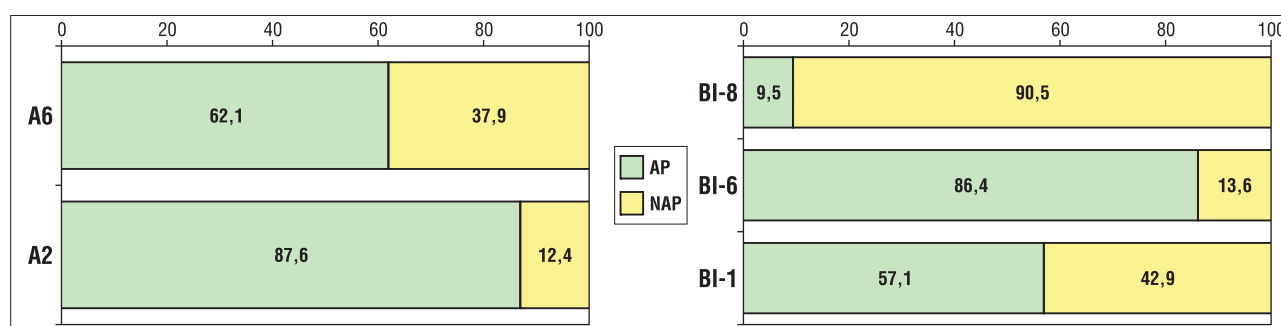 0 20 40 60 80 100
A6 62,1 37,9
A2 87,6 12,4
AP
NAP
0 20 40 60 80 100
BI-8 9,5 90,5
BI-6 86,4 13,6
BI-1 57,1 42,9